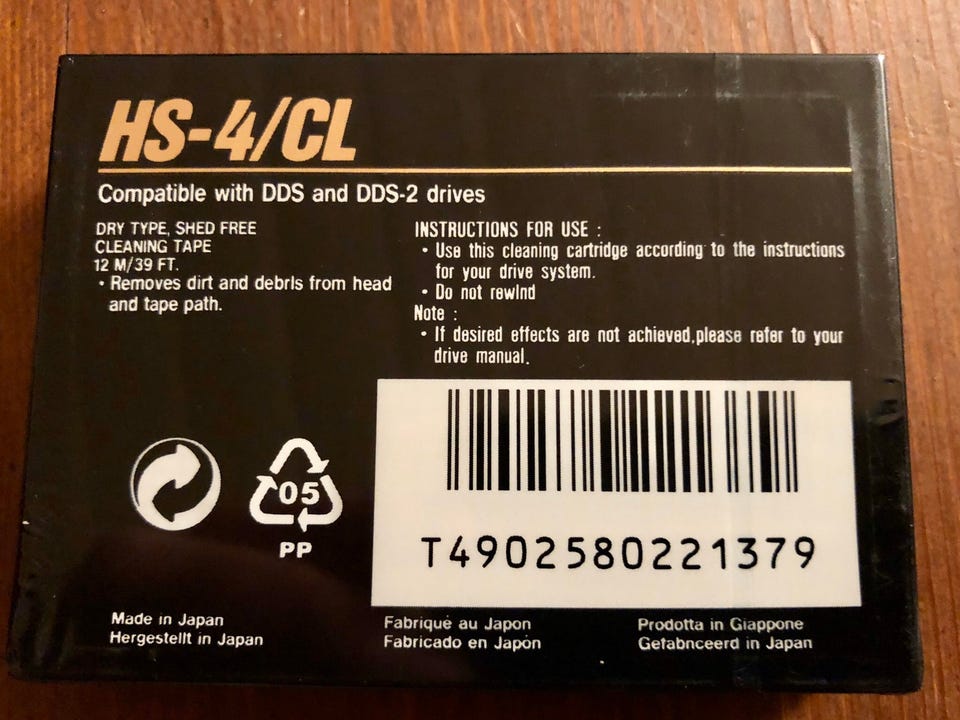 HS-4/CL
Compatible with DDS and DDS-2 drives
DRY TYPE, SHED FREE
CLEANING TAPE
12 M/39 FT.
• Removes dirt and debris from head
and tape path.
INSTRUCTIONS FOR USE :
• Use this cleaning cartridge according to the instructions
for your drive system.
• Do not rewind
Note :
• If desired effects are not achieved,please refer to your
drive manual.
05
PP
T4902580221379
Made in Japan
Hergestellt in Japan
Fabriqué au Japon
Fabricado en Japón
Prodotta in Giappone
Gefabnceerd in Japan